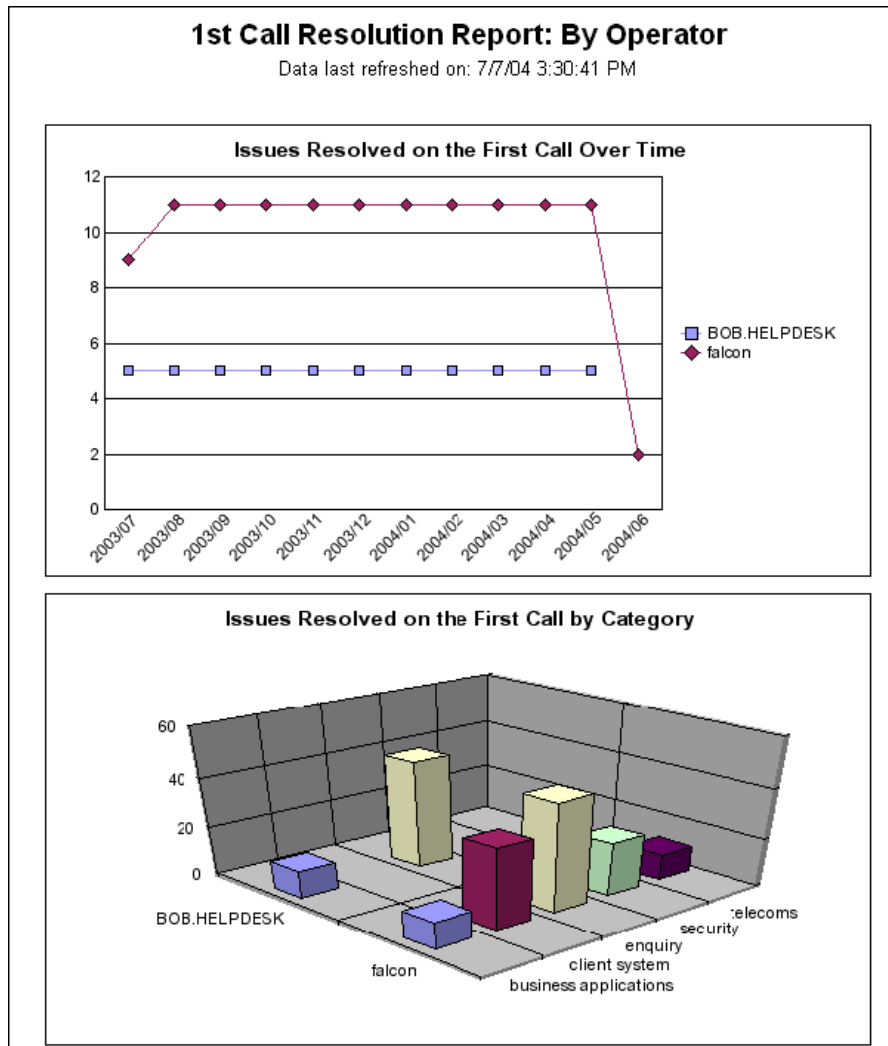 1st Call Resolution Report: By Operator
Data last refreshed on: 7/7/04 3:30:41 PM
Issues Resolved on the First Call Over Time
12
10
8
6
4
2
0
2003/07
2003/08
2003/09
2003/10
2003/11
2003/12
2004/01
2004/02
2004/03
2004/04
2004/05
2004/06
BOB.HELPDESK
falcon
Issues Resolved on the First Call by Category
60
40
20
0
BOB.HELPDESK
falcon
business applications
client system
enquiry
security
telecoms